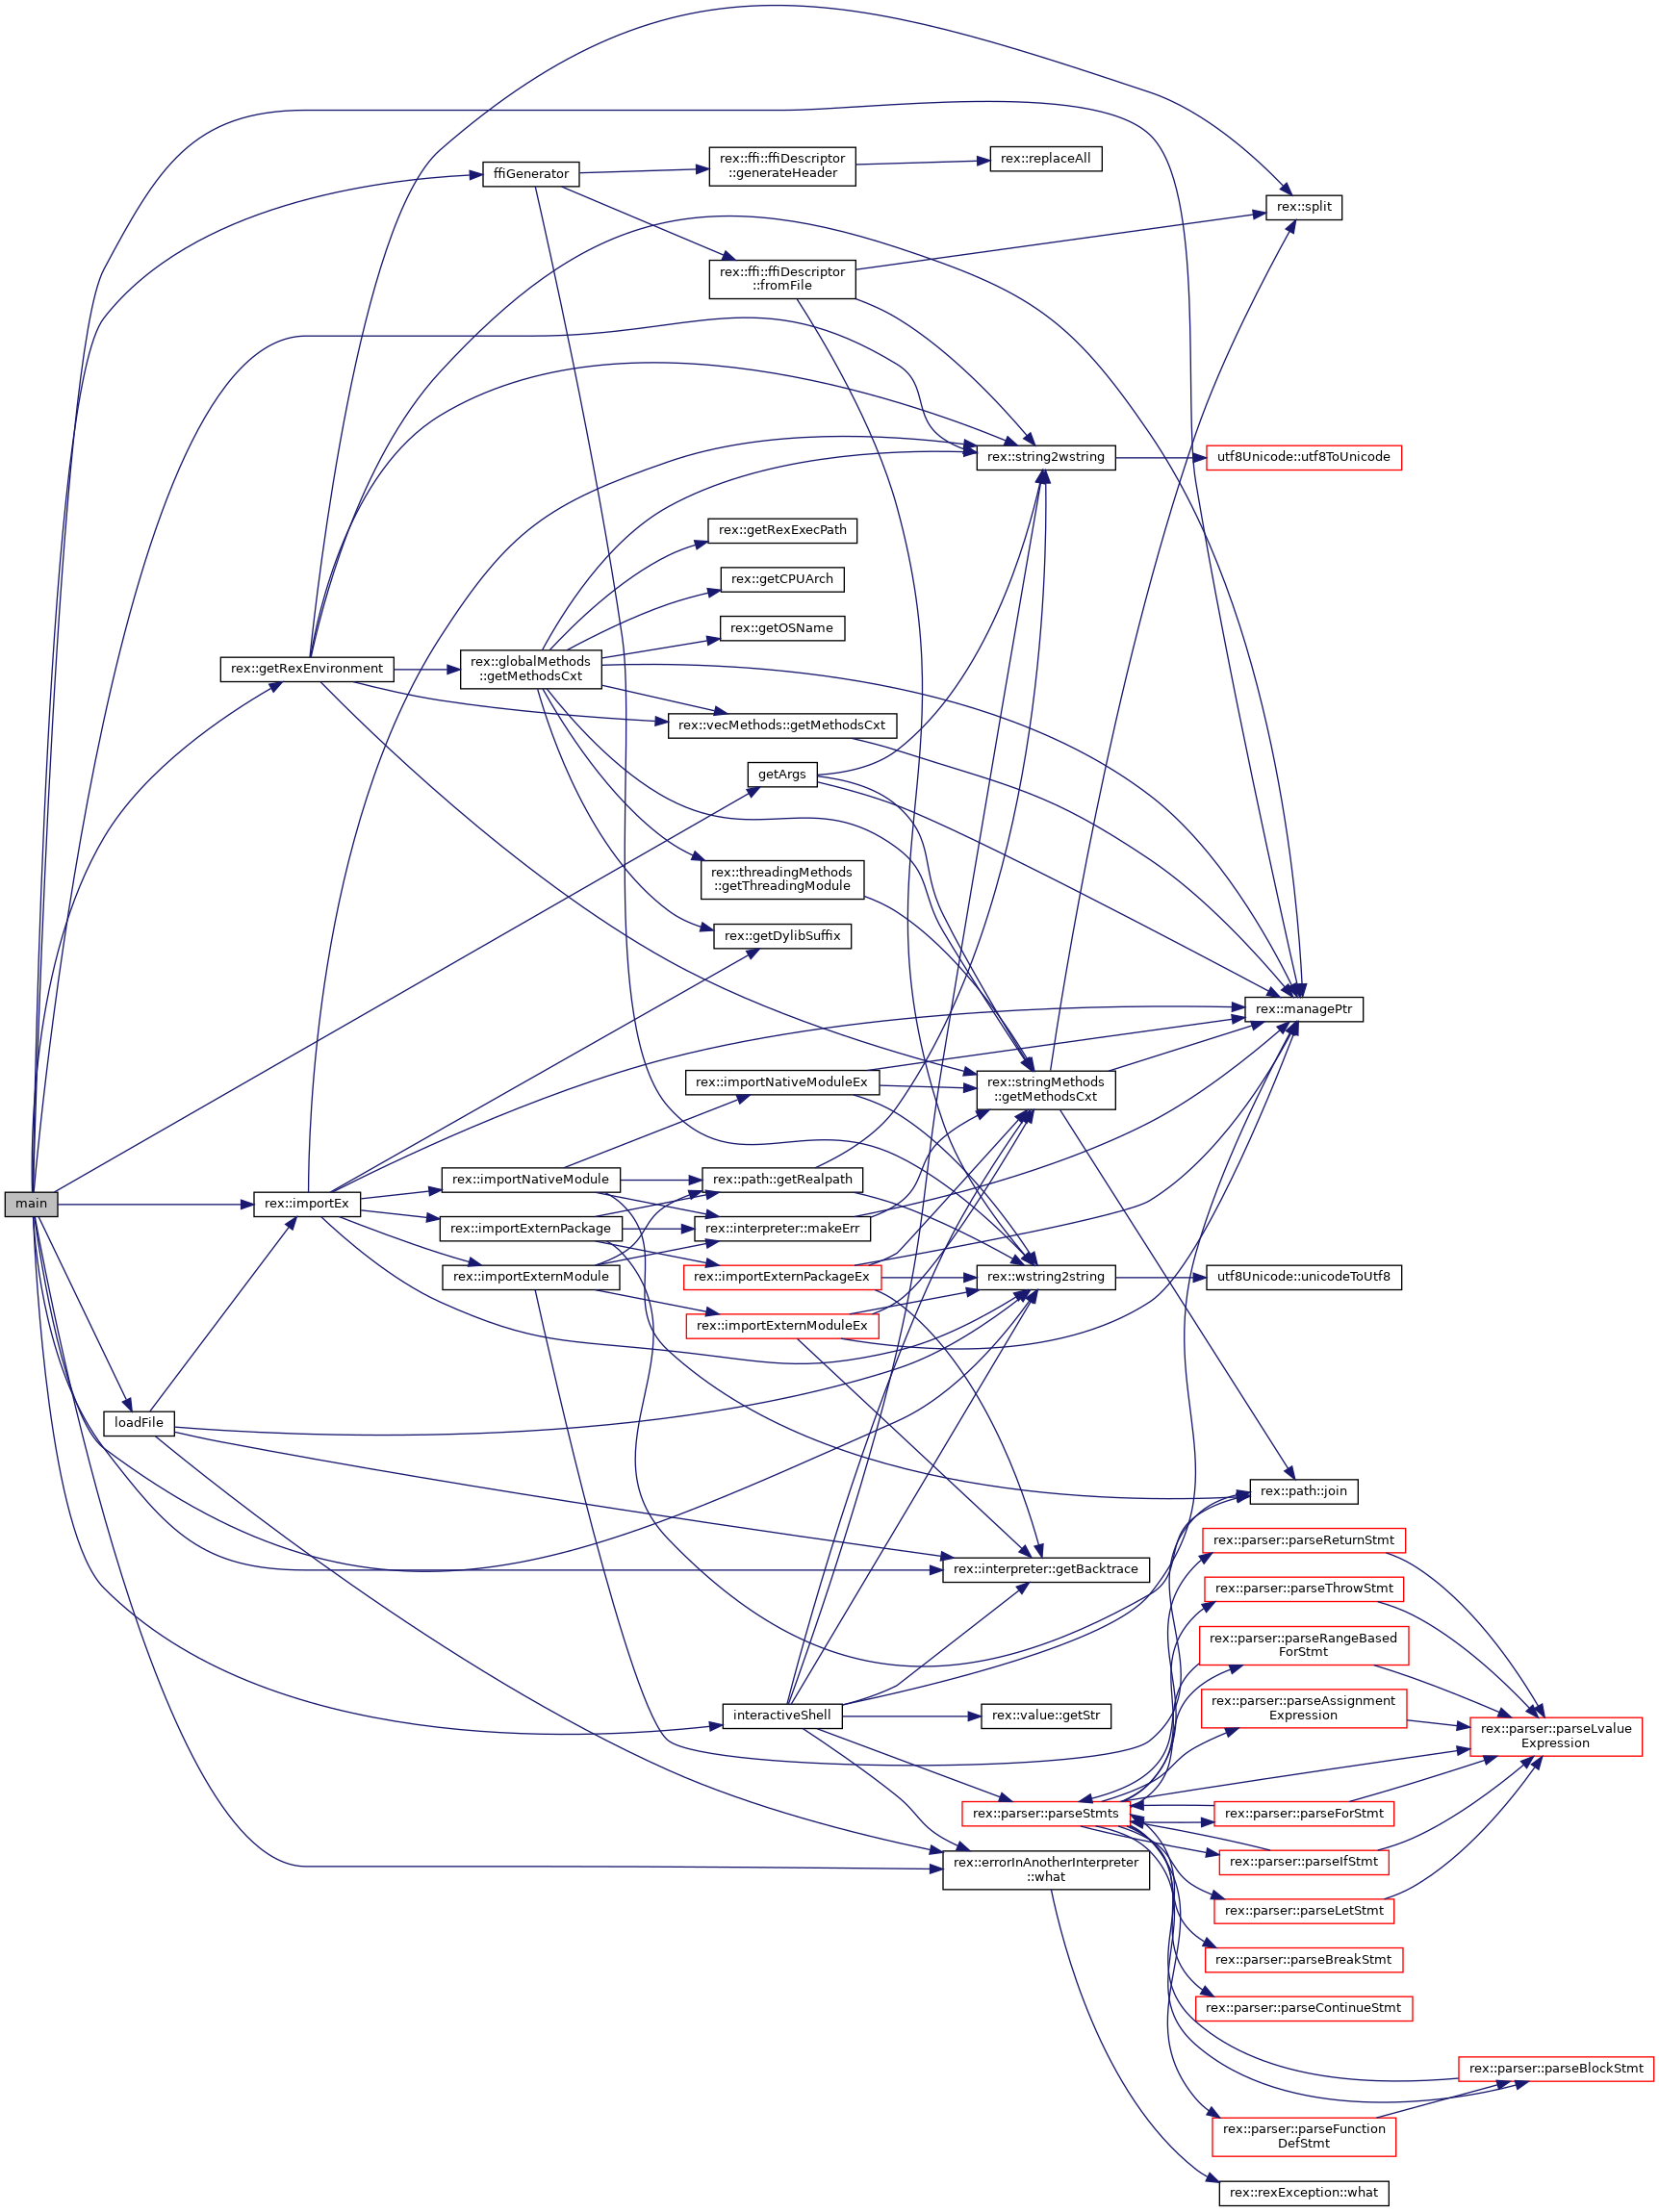 rex::replaceAll
rex::ffi::ffiDescriptor
::generateHeader
ffiGenerator
rex::split
rex::ffi::ffiDescriptor
::fromFile
rex::string2wstring
utf8Unicode::utf8ToUnicode
rex::getRexExecPath
rex::getCPUArch
rex::getOSName
rex::getRexEnvironment
rex::globalMethods
::getMethodsCxt
rex::vecMethods::getMethodsCxt
getArgs
rex::threadingMethods
::getThreadingModule
rex::getDylibSuffix
rex::managePtr
rex::importNativeModuleEx
rex::stringMethods
::getMethodsCxt
rex::importNativeModule
rex::path::getRealpath
main
rex::importEx
rex::importExternPackage
rex::interpreter::makeErr
rex::importExternModule
rex::importExternPackageEx
rex::wstring2string
utf8Unicode::unicodeToUtf8
rex::importExternModuleEx
loadFile
rex::path::join
rex::parser::parseReturnStmt
rex::interpreter::getBacktrace
rex::parser::parseThrowStmt
rex::parser::parseRangeBased
ForStmt
rex::parser::parseAssignment
Expression
interactiveShell
rex::value::getStr
rex::parser::parseLvalue
Expression
rex::parser::parseStmts
rex::parser::parseForStmt
rex::errorInAnotherInterpreter
::what
rex::parser::parseIfStmt
rex::parser::parseLetStmt
rex::parser::parseBreakStmt
rex::parser::parseContinueStmt
rex::parser::parseBlockStmt
rex::parser::parseFunction
DefStmt
rex::rexException::what